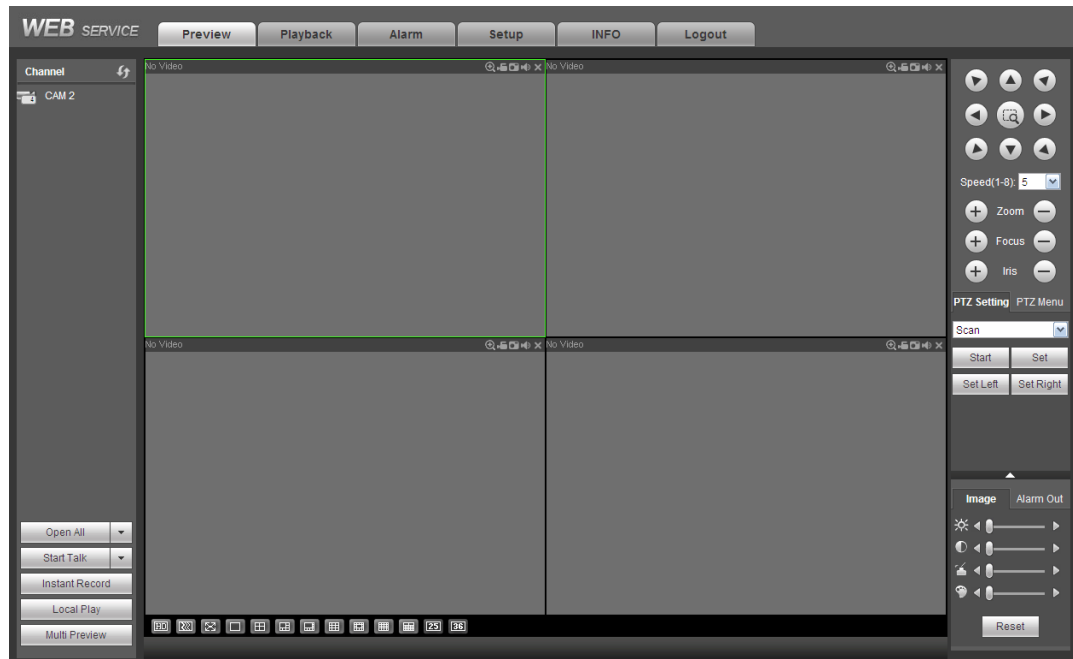 WEB SERVICE
Preview Playback Alarm Setup INFO Logout
Channel
CAM 2
Open All
Start Talk
Instant Record
Local Play
Multi Preview
No Video
No Video
No Video
No Video
3D
25 36
Speed(1-8): 5
Zoom
Focus
Iris
PTZ Setting PTZ Menu
Scan
Start Set
Set Left Set Right
Image Alarm Out
Reset